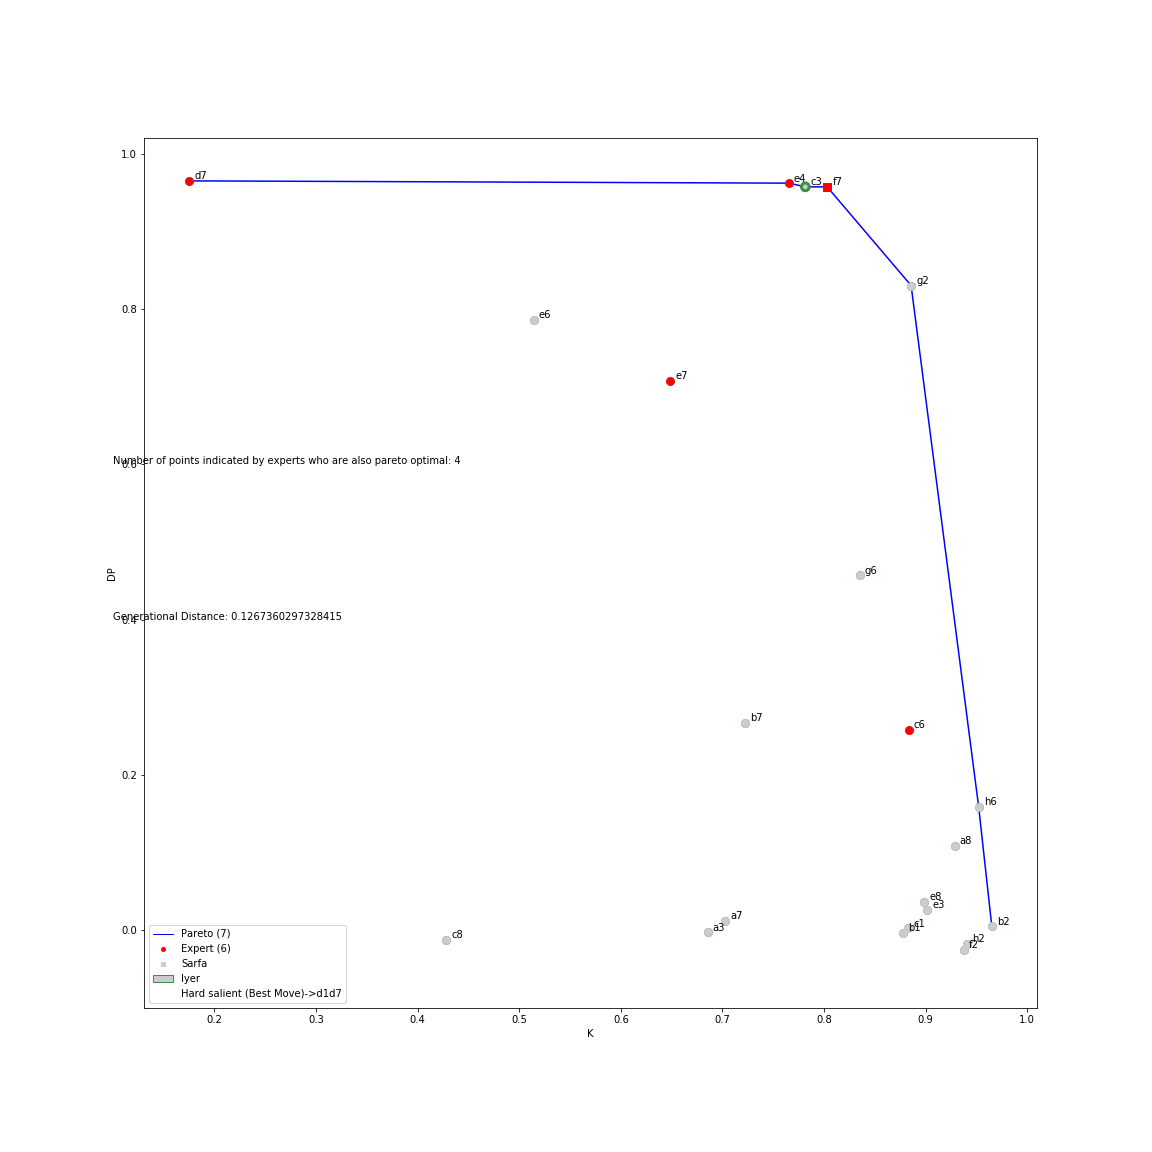 1.0
d7
e4
c3
f7
g2
0.8
e6
e7
Number of points indicated by experts who are also pareto optimal: 4
0.6
g6
DP
Generational Distance: 0.1267360297328415
0.4
b7
c6
0.2
h6
a8
e8
e3
a7
c1
b1
b2
a3
0.0
c8
h2
f2
Pareto (7)
Expert (6)
Sarfa
Iyer
Hard salient (Best Move)->d1d7
0.2 0.3 0.4 0.5 0.6 0.7 0.8 0.9 1.0
K